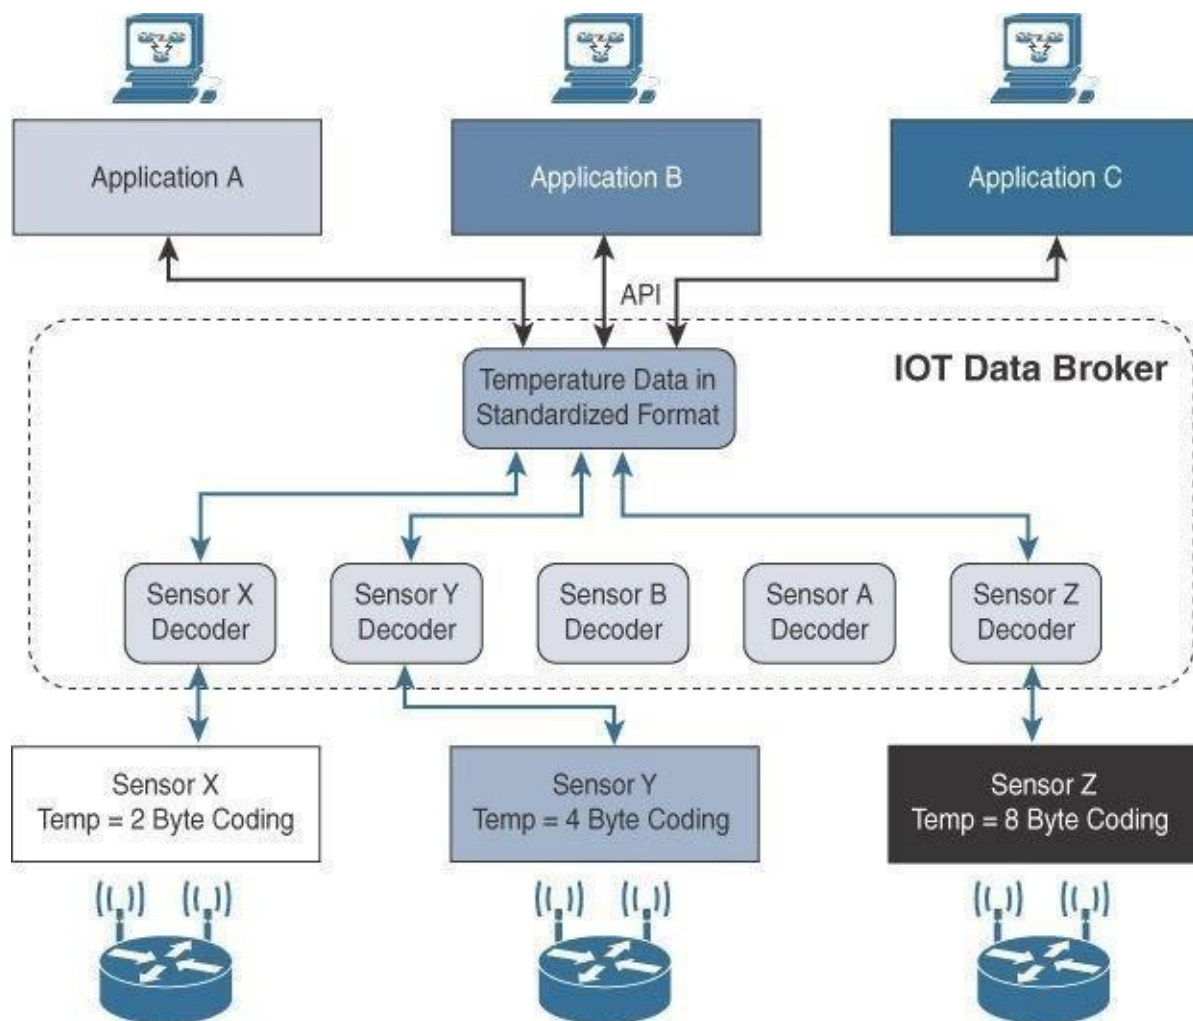 Application A
Application B
Application C
API
IOT Data Broker
Temperature Data in
Standardized Format
Sensor X
Decoder
Sensor Y
Decoder
Sensor B
Decoder
Sensor A
Decoder
Sensor Z
Decoder
Sensor X
Temp = 2 Byte Coding
Sensor Y
Temp = 4 Byte Coding
Sensor Z
Temp = 8 Byte Coding